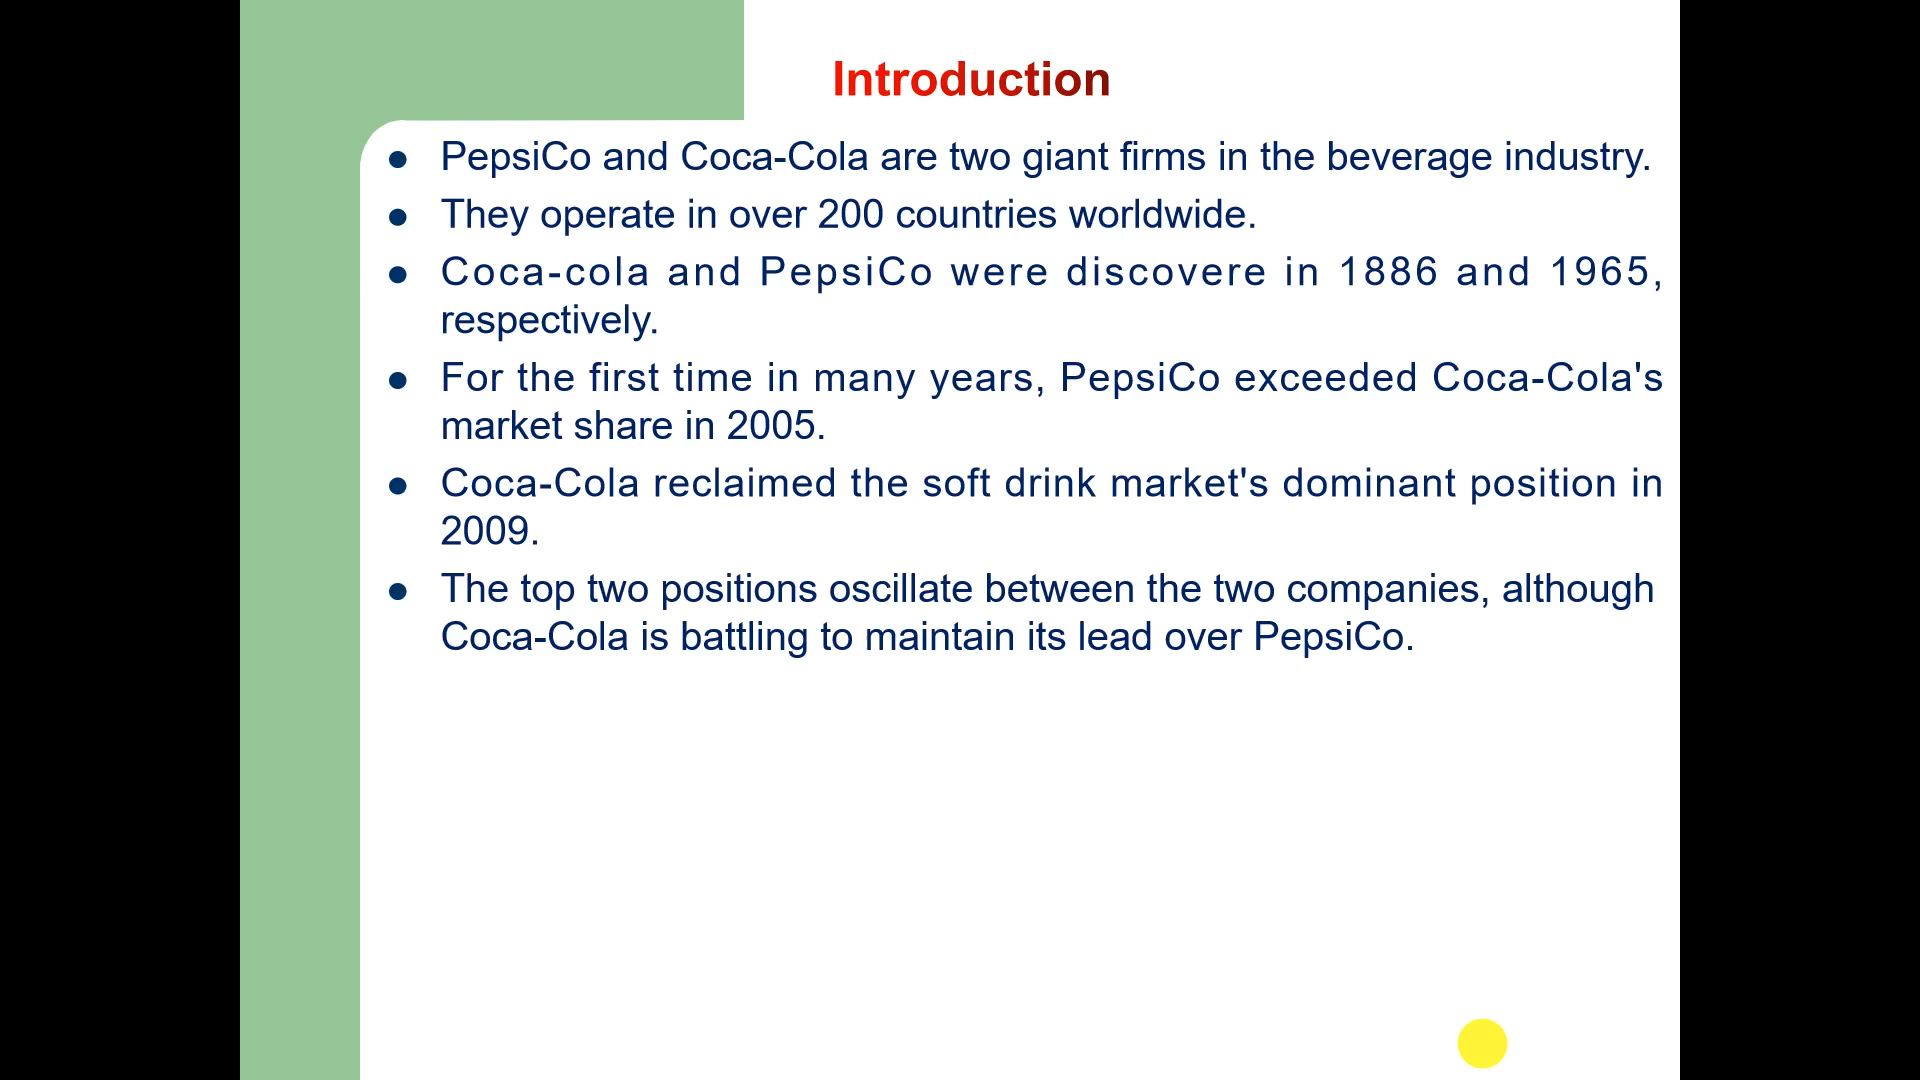 Introduction
PepsiCo and Coca-Cola are two giant firms in the beverage industry.
They operate in over 200 countries worldwide.
Coca-cola and PepsiCo were discovere in 1886 and 1965,
respectively.
For the first time in many years, PepsiCo exceeded Coca-Cola's
market share in 2005.
Coca-Cola reclaimed the soft drink market's dominant position in
2009.
The top two positions oscillate between the two companies, although
Coca-Cola is battling to maintain its lead over PepsiCo.